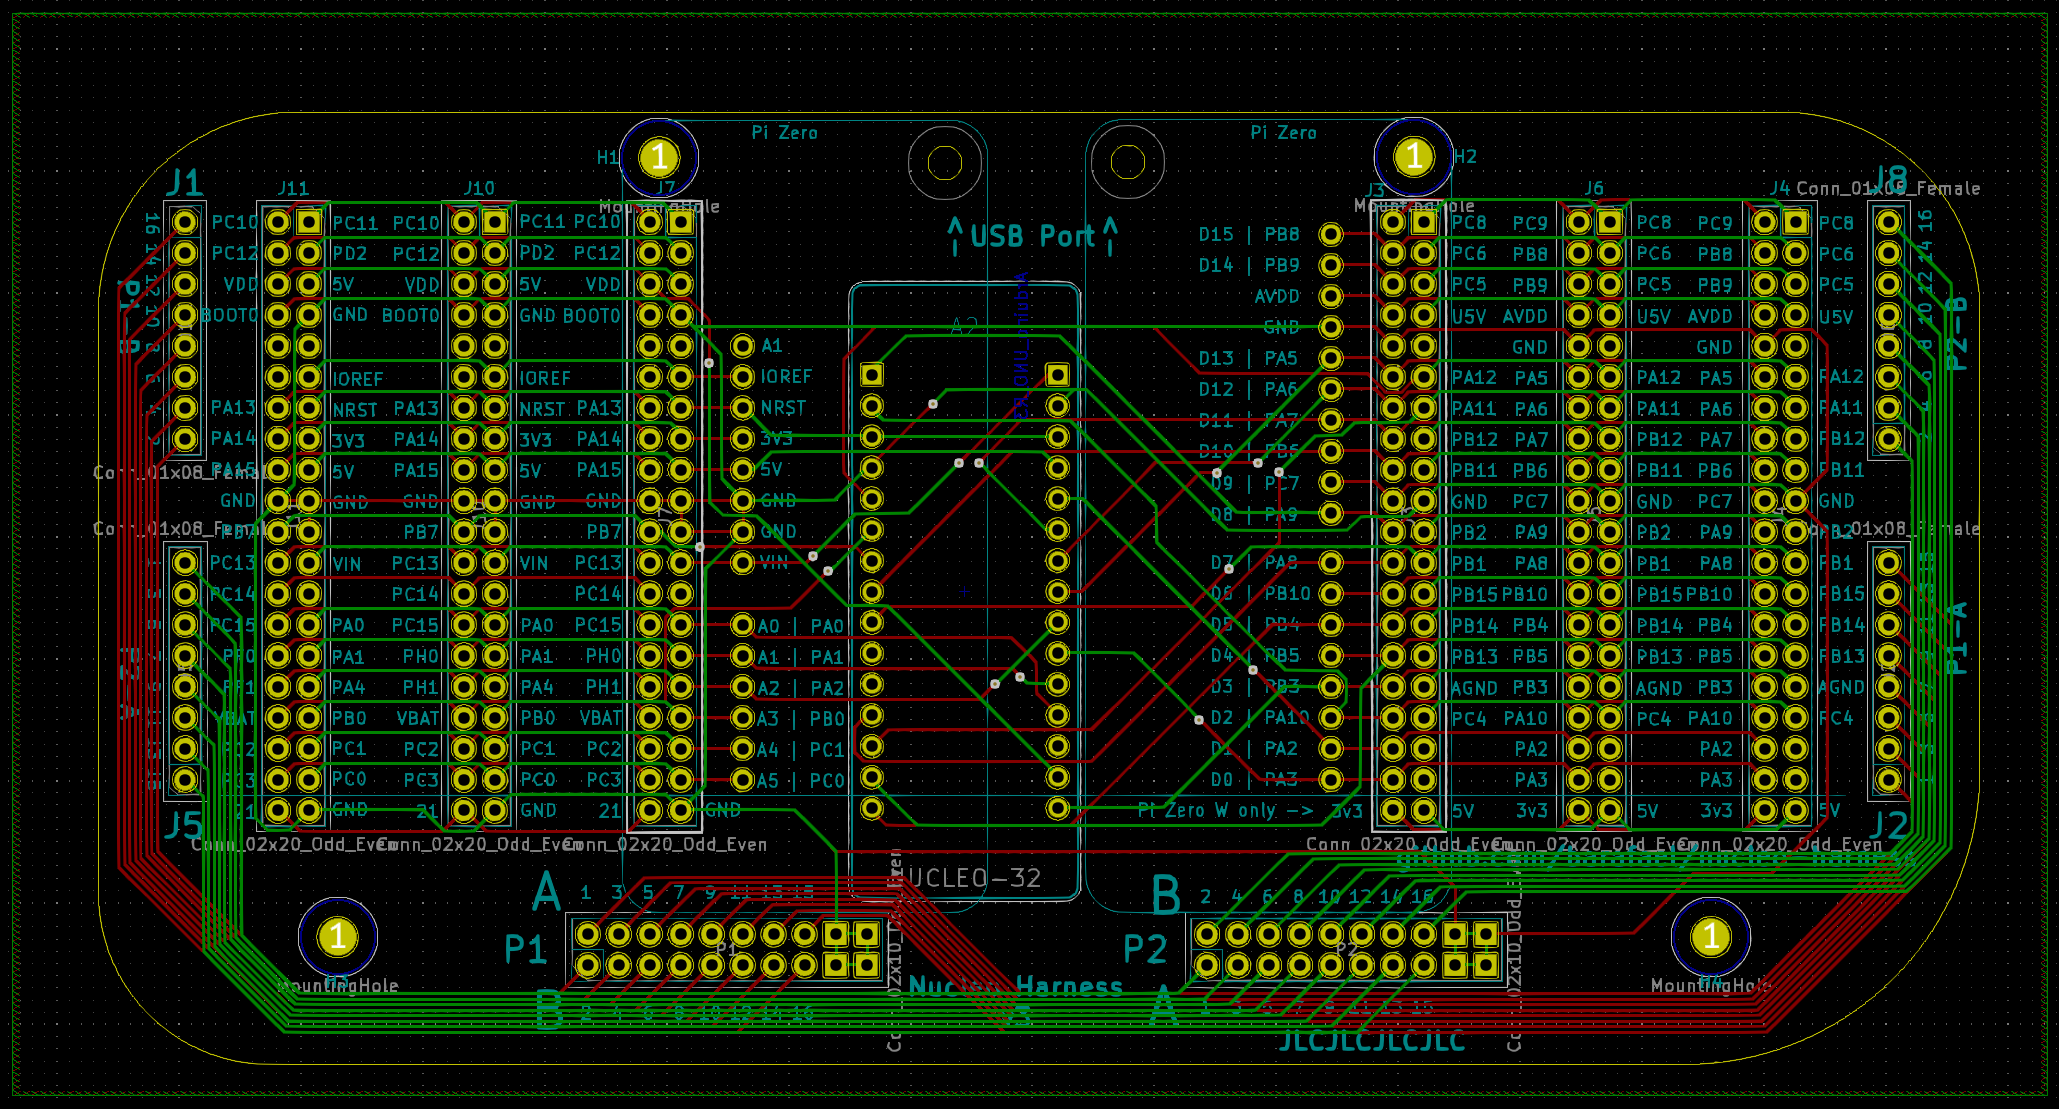 Pi Zero
Pi Zero
H1
1
1
H2
J1
J11
J10
J7
J3
J6
J4
J8
Conn_01x08_Female
MountingHole
MountingHole
^ USB Port ^
16
PC10
PC11
PC10
PC11
PC10
D15 | PB8
PC8
PC9
PC8
PC9
PC8
16
PC12
PD2
PC12
PD2
PC12
D14 | PB9
PC6
PB8
PC6
PB8
PC6
14
VDD
5V
VDD
5V
VDD
AVDD
PC5
PB9
PC5
PB9
PC5
12
BOOT0
GND
BOOT0
GND
BOOT0
GND
U5V
AVDD
U5V
AVDD
U5V
10
A2
A1
GND
GND
P2-B
IOREF
IOREF
IOREF
D13 | PA5
PA12
PA5
PA12
PA5
PA12
PA13
NRST
PA13
NRST
PA13
NRST
D12 | PA6
PA11
PA6
PA11
PA6
PA11
PA14
3V3
PA14
3V3
PA14
3V3
D11 | PA7
PB12
PA7
PB12
PA7
PB12
Conn_01x08_Female
PA15
5V
PA15
5V
PA15
5V
D10 | PB6
PB11
PB6
PB11
PB6
PB11
GND
GND
GND
GND
GND
GND
D9 | PC7
GND
PC7
GND
PC7
GND
Conn_01x08_Female
PB7
PB7
PB7
GND
D8 | PA9
PB2
PA9
PB2
PA9
PB2
Conn_01x08_Female
PC13
VIN
PC13
VIN
PC13
VIN
D7 | PA8
PB1
PA8
PB1
PA8
PB1
PC14
PC14
PC14
D6 | PB10
PB15
PB10
PB15
PB10
PB15
PC15
PA0
PC15
PA0
PC15
A0 | PA0
D5 | PB4
PB14
PB4
PB14
PB4
PB14
P1-A
PH0
PA1
PH0
PA1
PH0
A1 | PA1
D4 | PB5
PB13
PB5
PB13
PB5
PB13
PH1
PA4
PH1
PA4
PH1
A2 | PA2
D3 | PB3
AGND
PB3
AGND
PB3
AGND
VBAT
PB0
VBAT
PB0
VBAT
A3 | PB0
D2 | PA10
PC4
PA10
PC4
PA10
PC4
PC2
PC1
PC2
PC1
PC2
A4 | PC1
D1 | PA2
PA2
PA2
PC3
PC0
PC3
PC0
PC3
A5 | PC0
D0 | PA3
PA3
PA3
21
GND
21
GND
21
GND
Pi Zero W only ->
3v3
5V
3v3
5V
3v3
5V
J5
J2
Conn_02x20_Odd_Even
Conn_02x20_Odd_Even
Conn_02x20_Odd_Even
Conn_02x20_Odd_Even
Conn_02x20_Odd_Even
Conn_02x20_Odd_Even
NUCLEO-32
A
1 3 5 7 9 11 13 15
B
2 4 6 8 10 12 14 16
P1
P1
P2
P2
1
1
H3
H4
MountingHole
MountingHole
Nucleo Harness
B
2 4 6 8 10 12 14 16
A
1 3 5 7 9 11 13 15
JLCJLCJLCJLC